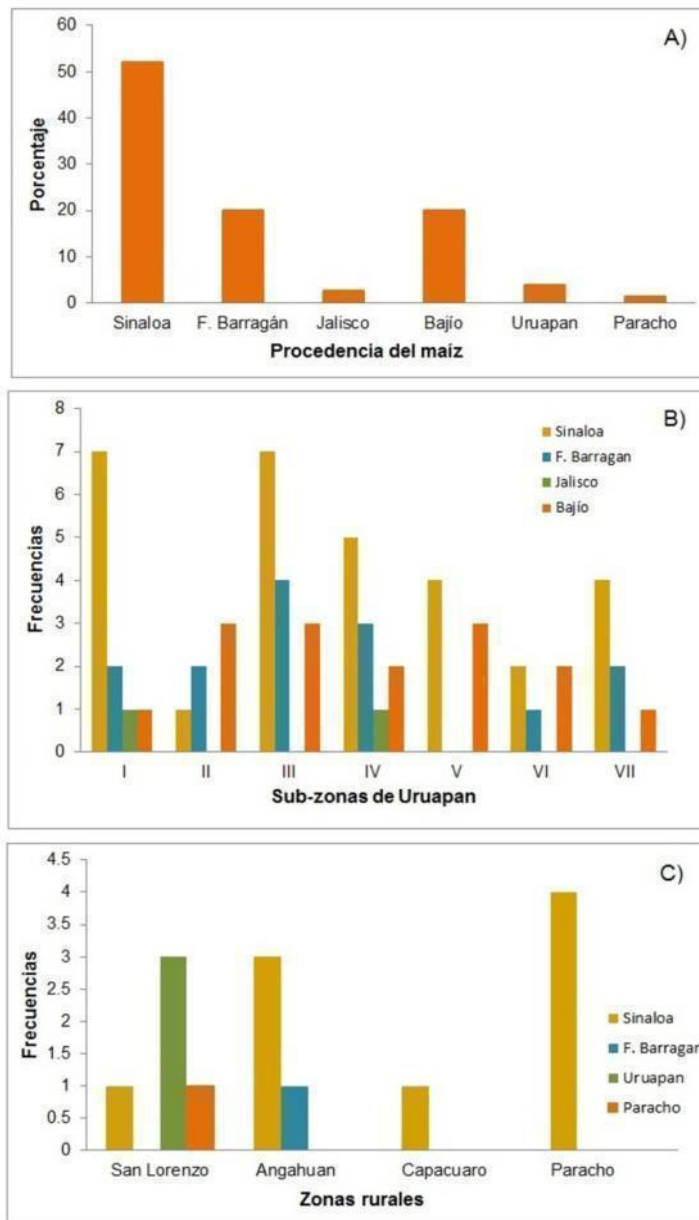 A)
60
50
40
30
20
10
0
Porcentaje
Sinaloa F. Barragán Jalisco Bajío Uruapan Paracho
Procedencia del maíz
B)
8
7
6
5
4
3
2
1
0
Frecuencias
Sinaloa
F. Barragan
Jalisco
Bajío
I II III IV V VI VII
Sub-zonas de Uruapan
C)
4.5
4
3.5
3
2.5
2
1.5
1
0.5
0
Frecuencias
Sinaloa
F. Barragan
Uruapan
Paracho
San Lorenzo Angahuan Capacuaro Paracho
Zonas rurales